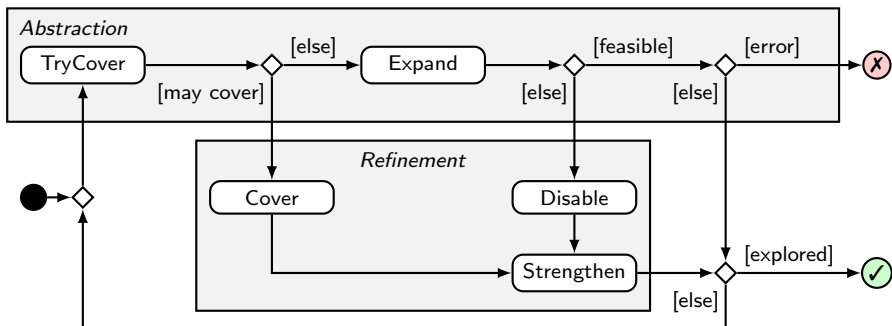 Abstraction
TryCover
[else]
Expand
[feasible]
[error]
✗
[may cover]
[else]
[else]
Refinement
Cover
Disable
Strengthen
[explored]
✓
[else]